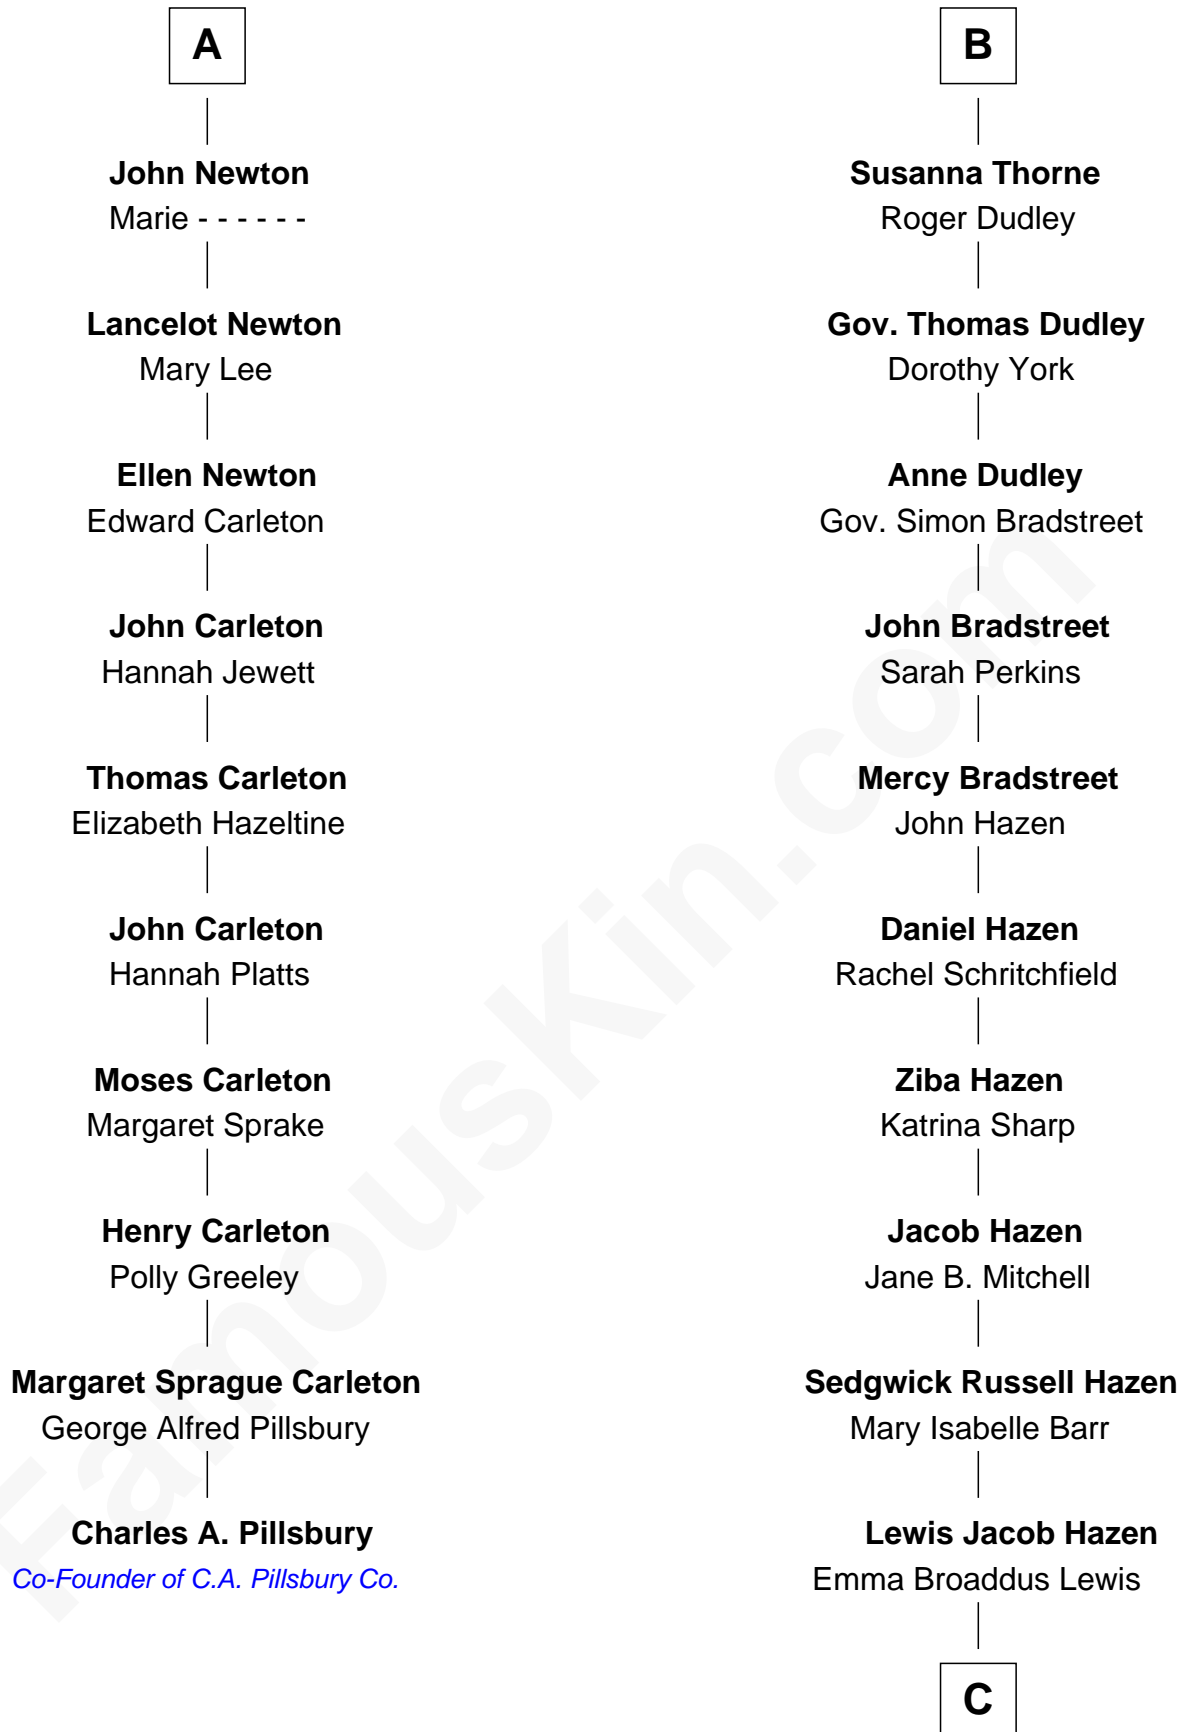 A
John Newton
Marie - - - - - -
Lancelot Newton
Mary Lee
Ellen Newton
Edward Carleton
John Carleton
Hannah Jewett
Thomas Carleton
Elizabeth Hazeltine
John Carleton
Hannah Platts
Moses Carleton
Margaret Sprake
Henry Carleton
Polly Greeley
Margaret Sprague Carleton
George Alfred Pillsbury
Charles A. Pillsbury
Co-Founder of C.A. Pillsbury Co.
B
Susanna Thorne
Roger Dudley
Gov. Thomas Dudley
Dorothy York
Anne Dudley
Gov. Simon Bradstreet
John Bradstreet
Sarah Perkins
Mercy Bradstreet
John Hazen
Daniel Hazen
Rachel Schritchfield
Ziba Hazen
Katrina Sharp
Jacob Hazen
Jane B. Mitchell
Sedgwick Russell Hazen
Mary Isabelle Barr
Lewis Jacob Hazen
Emma Broaddus Lewis
C
FamousKin.com